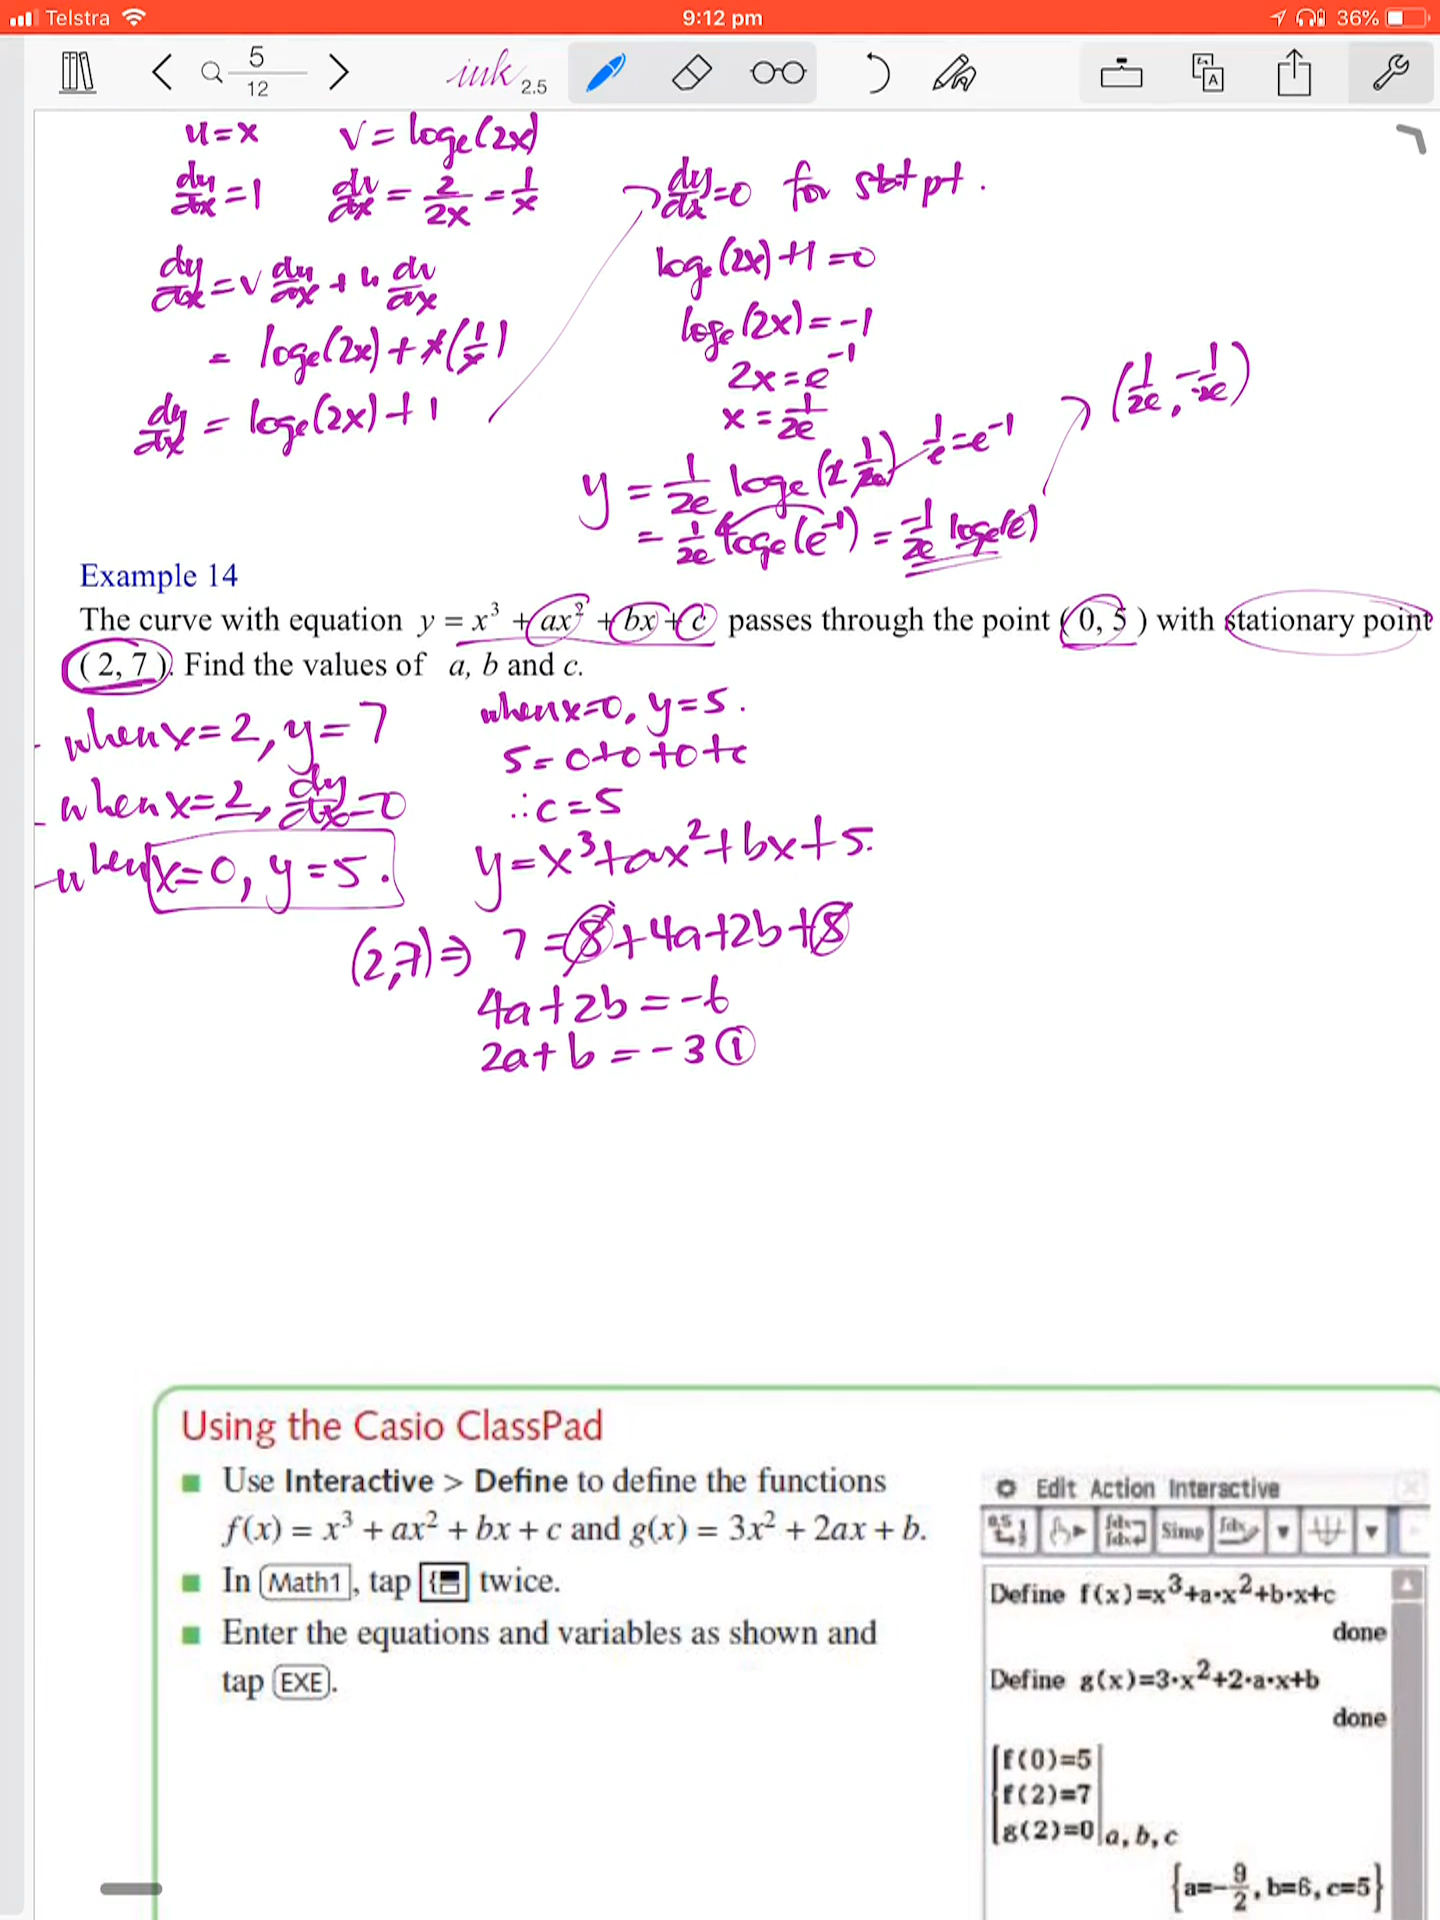 Telstra 9:12 pm 36%
5
12
ink 2.5
u=x v=loge(2x)
du/dx=1 dv/dx = 2/2x = 1/x
dy/dx=0 for stat pt.
dy/dx=v du/dx + u dv/dx
loge(2x)+1=0
= loge(2x)+x(1/x)
loge(2x)=-1
2x=e^-1
dy/dx = loge(2x)+1
x=1/2e
(1/2e, -1/2e)
y = 1/2e loge(2 1/2e) 1/e=e^-1
= 1/2e loge(e^-1) = -1/2e loge(e)
Example 14
The curve with equation y = x³ + ax² + bx + c passes through the point ( 0, 5 ) with stationary point
( 2, 7 ). Find the values of a, b and c.
- when x=2, y=7
- when x=2, dy/dx=0
- when x=0, y=5.
when x=0, y=5.
5=0+0+0+c
∴c=5
y=x³+ax²+bx+5.
(2,7)⇒ 7=8+4a+2b+8
4a+2b=-6
2a+b=-3 ①
Using the Casio ClassPad
■ Use Interactive > Define to define the functions
f(x) = x³ + ax² + bx + c and g(x) = 3x² + 2ax + b.
■ In Math1, tap {≡ twice.
■ Enter the equations and variables as shown and
tap EXE.
Edit Action Interactive
Simp
Define f(x)=x^3+a·x^2+b·x+c
done
Define g(x)=3·x^2+2·a·x+b
done
f(0)=5
f(2)=7
g(2)=0 a, b, c
{a=-9/2, b=6, c=5}